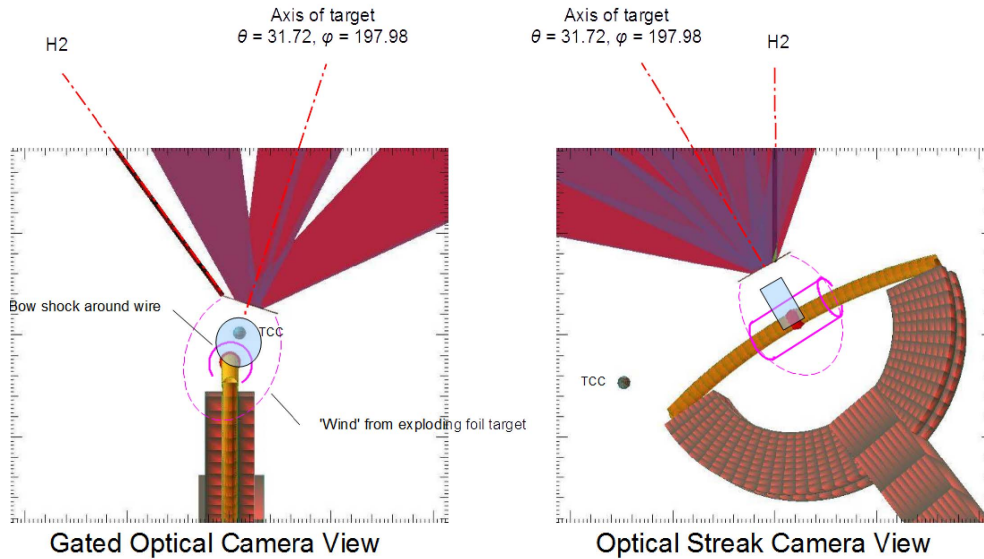 Axis of target
θ = 31.72, φ = 197.98
H2
Bow shock around wire
TCC
'Wind' from exploding foil target
Gated Optical Camera View
Axis of target
θ = 31.72, φ = 197.98
H2
TCC
Optical Streak Camera View